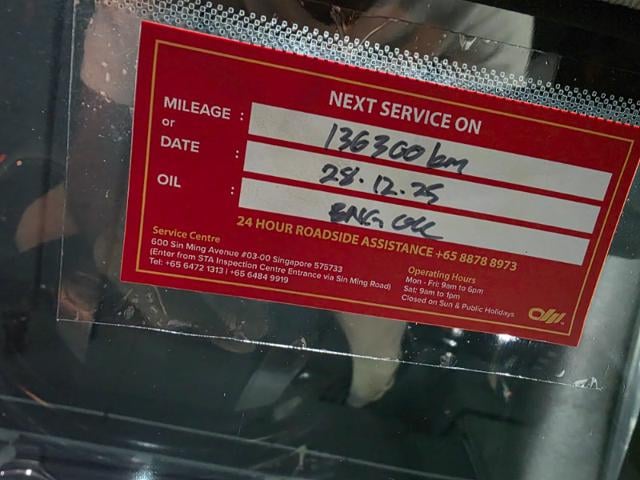 NEXT SERVICE ON
MILEAGE : 136300km
or
DATE : 28.12.25
OIL : ENG OIL
24 HOUR ROADSIDE ASSISTANCE +65 8878 8973
Service Centre
600 Sin Ming Avenue #03-00 Singapore 575733
(Enter from STA Inspection Centre Entrance via Sin Ming Road)
Tel: +65 6472 1313 i +65 6484 9919
Operating Hours
Mon - Fri: 9am to 6pm
Sat: 9am to 1pm
Closed on Sun & Public Holidays